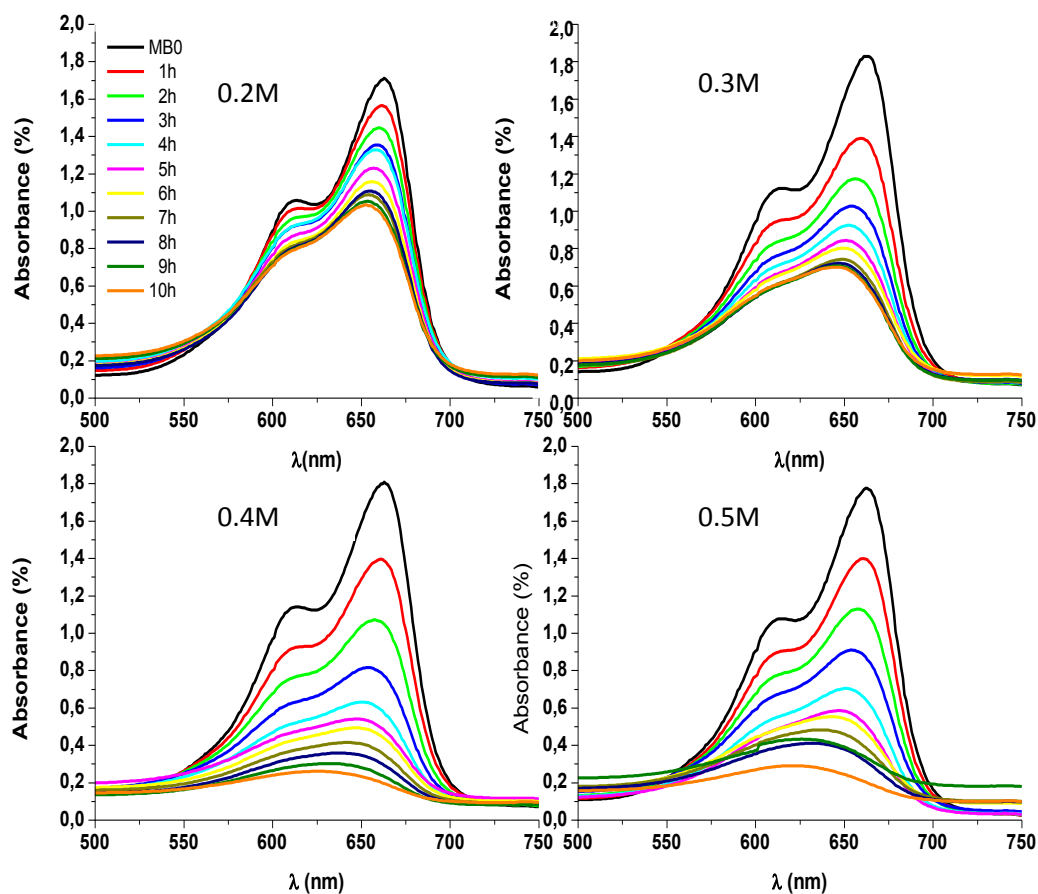 Absorbance (%)
2,0
1,8
1,6
1,4
1,2
1,0
0,8
0,6
0,4
0,2
0,0
MB0
1h
2h
3h
4h
5h
6h
7h
8h
9h
10h
0.2M
500 550 600 650 700 750
λ(nm)
Absorbance (%)
2,0
1,8
1,6
1,4
1,2
1,0
0,8
0,6
0,4
0,2
0,0
0.3M
500 550 600 650 700 750
λ(nm)
Absorbance (%)
2,0
1,8
1,6
1,4
1,2
1,0
0,8
0,6
0,4
0,2
0,0
0.4M
500 550 600 650 700 750
λ (nm)
Absorbance (%)
2,0
1,8
1,6
1,4
1,2
1,0
0,8
0,6
0,4
0,2
0,0
0.5M
500 550 600 650 700 750
λ (nm)